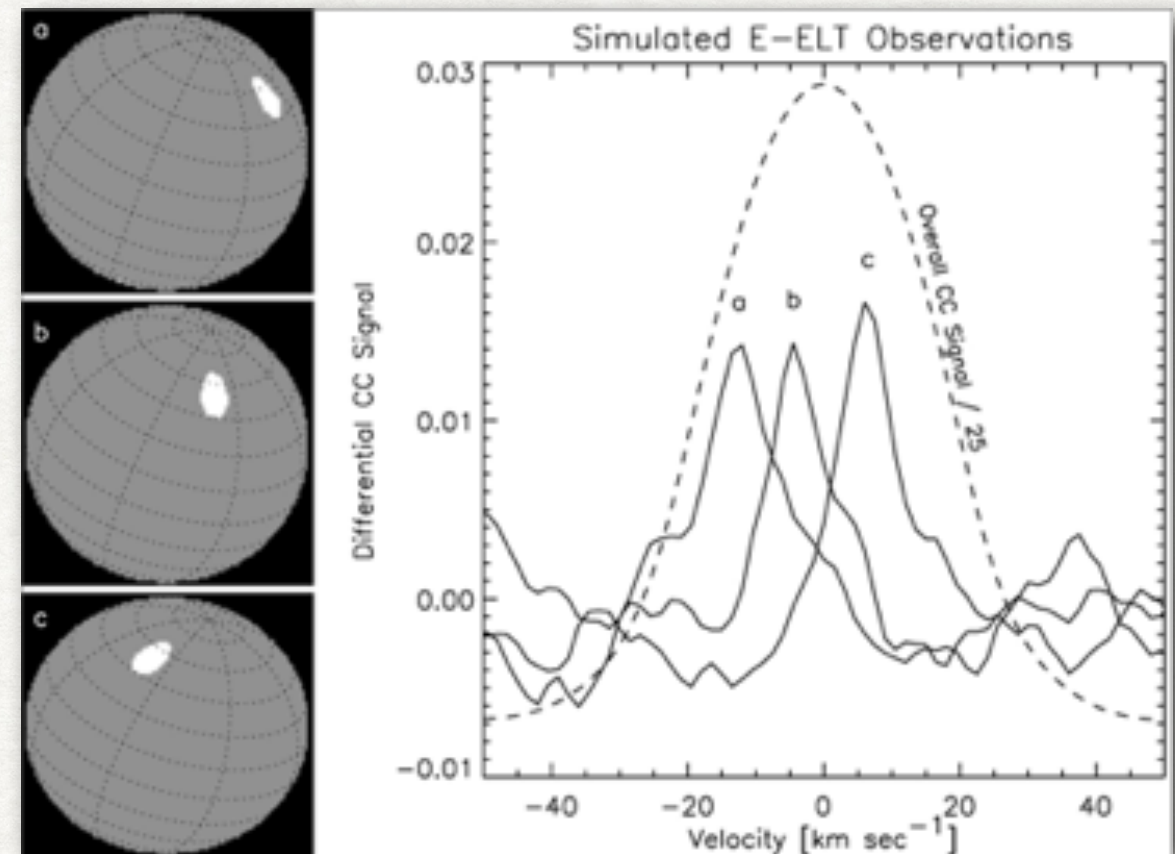 a
b
c
Simulated E-ELT Observations
0.03
0.02
0.01
0.00
-0.01
Differential CC Signal
a
b
c
Overall CC Signal / 25
-40
-20
0
20
40
Velocity [km sec⁻¹]